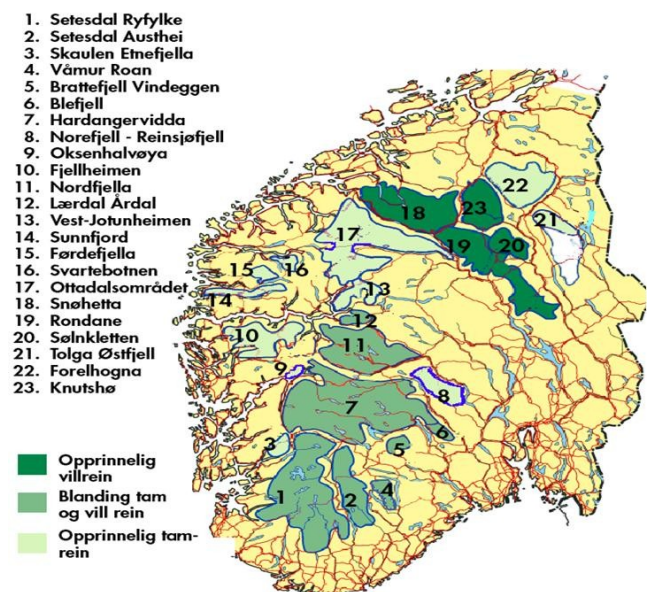 1. Setesdal Ryfylke
2. Setesdal Austhei
3. Skaulen Etnefjella
4. Våmur Roan
5. Brattefjell Vindeggen
6. Blefjell
7. Hardangervidda
8. Norefjell - Reinsjøfjell
9. Oksenhalvøya
10. Fjellheimen
11. Nordfjella
12. Lærdal Årdal
13. Vest-Jotunheimen
14. Sunnfjord
15. Førdefjella
16. Svartebotnen
17. Ottadalsområdet
18. Snøhetta
19. Rondane
20. Sølnkletten
21. Tolga Østfjell
22. Forelhogna
23. Knutshø
Opprinnelig
villrein
Blanding tam
og vill rein
Opprinnelig tam-
rein
22
18
23
21
17
19
20
15
16
14
13
12
10
11
9
8
7
6
3
5
1
2
4